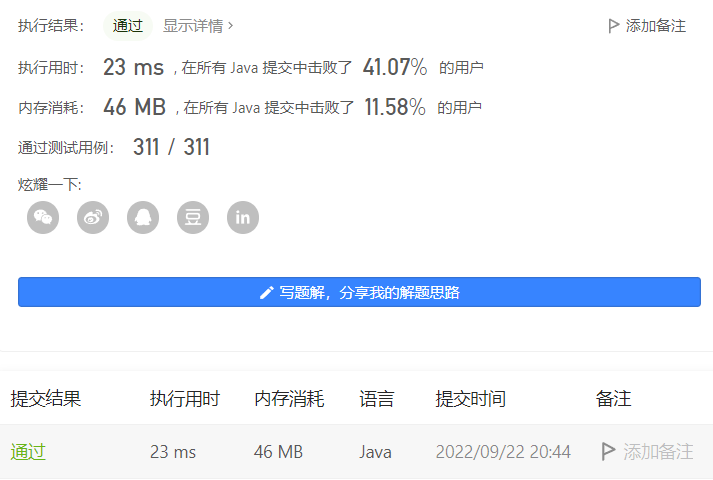 执行结果： 通过 显示详情 > 添加备注
执行用时： 23 ms , 在所有 Java 提交中击败了 41.07% 的用户
内存消耗： 46 MB , 在所有 Java 提交中击败了 11.58% 的用户
通过测试用例： 311 / 311
炫耀一下:
豆 in
写题解，分享我的解题思路
提交结果 执行用时 内存消耗 语言 提交时间 备注
通过 23 ms 46 MB Java 2022/09/22 20:44 添加备注